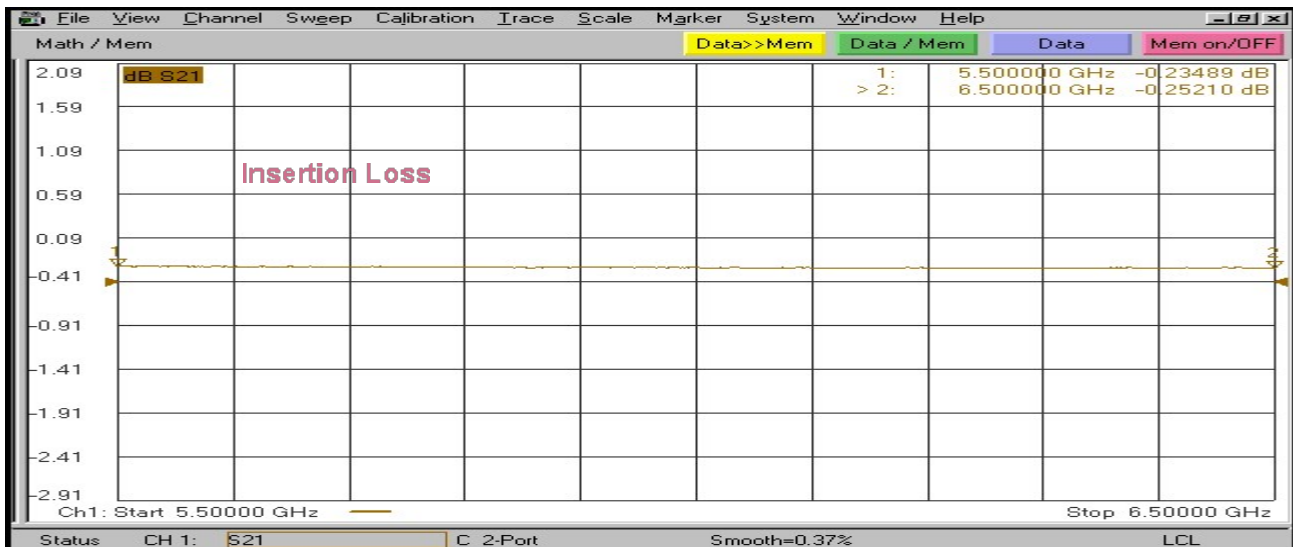 File View Channel Sweep Calibration Trace Scale Marker System Window Help
Math / Mem Data>>Mem Data / Mem Data Mem on/OFF
2.09 dB S21 1: 5.500000 GHz -0.23489 dB
> 2: 6.500000 GHz -0.25210 dB
1.59
1.09
Insertion Loss
0.59
0.09
1 2
-0.41
-0.91
-1.41
-1.91
-2.41
-2.91
Ch1: Start 5.50000 GHz Stop 6.50000 GHz
Status CH 1: S21 C 2-Port Smooth=0.37% LCL